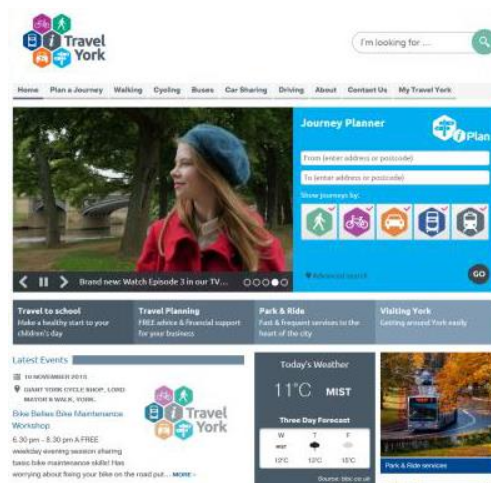 Travel
York
I'm looking for ...
Home Plan a Journey Walking Cycling Buses Car Sharing Driving About Contact Us My Travel York
Journey Planner
i Plan
From (enter address or postcode)
To (enter address or postcode)
Show journeys by:
Advanced search
GO
Brand new: Watch Episode 3 in our TV...
Travel to school
Make a healthy start to your
children's day
Travel Planning
FREE advice & financial support
for your business
Park & Ride
Fast & frequent services to the
heart of the city
Visiting York
Getting around York easily
Latest Events
10 NOVEMBER 2015
GIANT YORK CYCLE SHOP, LORD
MAYOR'S WALK, YORK.
Bike Belles Bike Maintenance
Workshop
6.30 pm - 8.30 pm A FREE
weekday evening session sharing
basic bike maintenance skills! Has
worrying about fixing your bike on the road put... MORE >
i Travel
York
Today's Weather
11°C MIST
Three Day Forecast
W T F
MIST
12°C 12°C 15°C
Source: bbc.co.uk
Park & Ride services